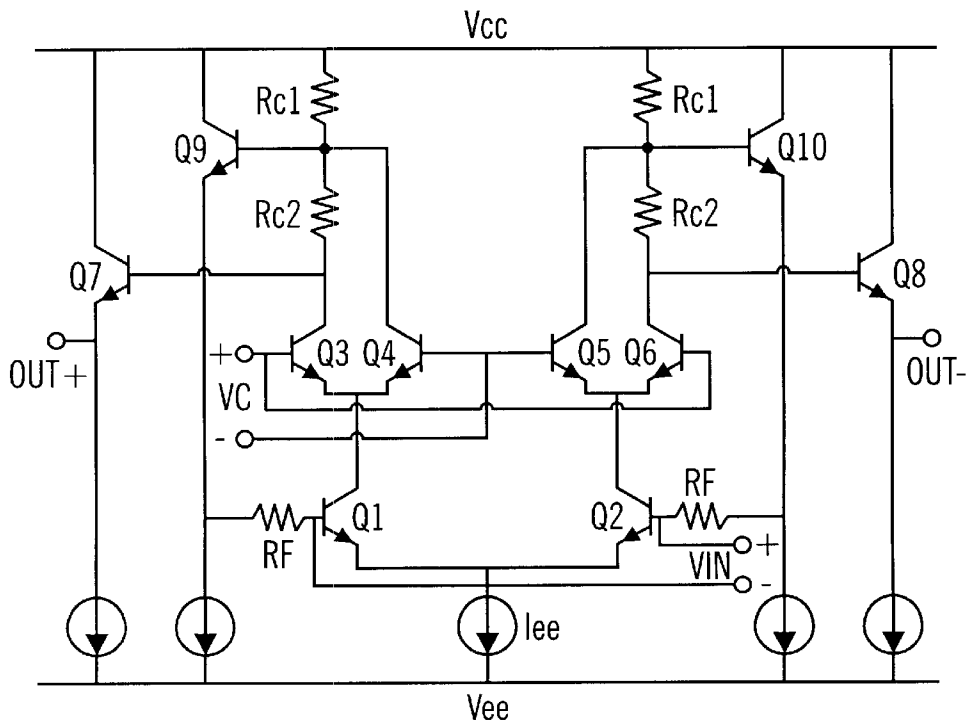 Vcc
Rc1
Rc1
Q9
Q10
Rc2
Rc2
Q7
Q8
+
Q3
Q4
Q5
Q6
OUT+
OUT-
VC
-
RF
Q1
Q2
+
RF
VIN
-
Iee
Vee